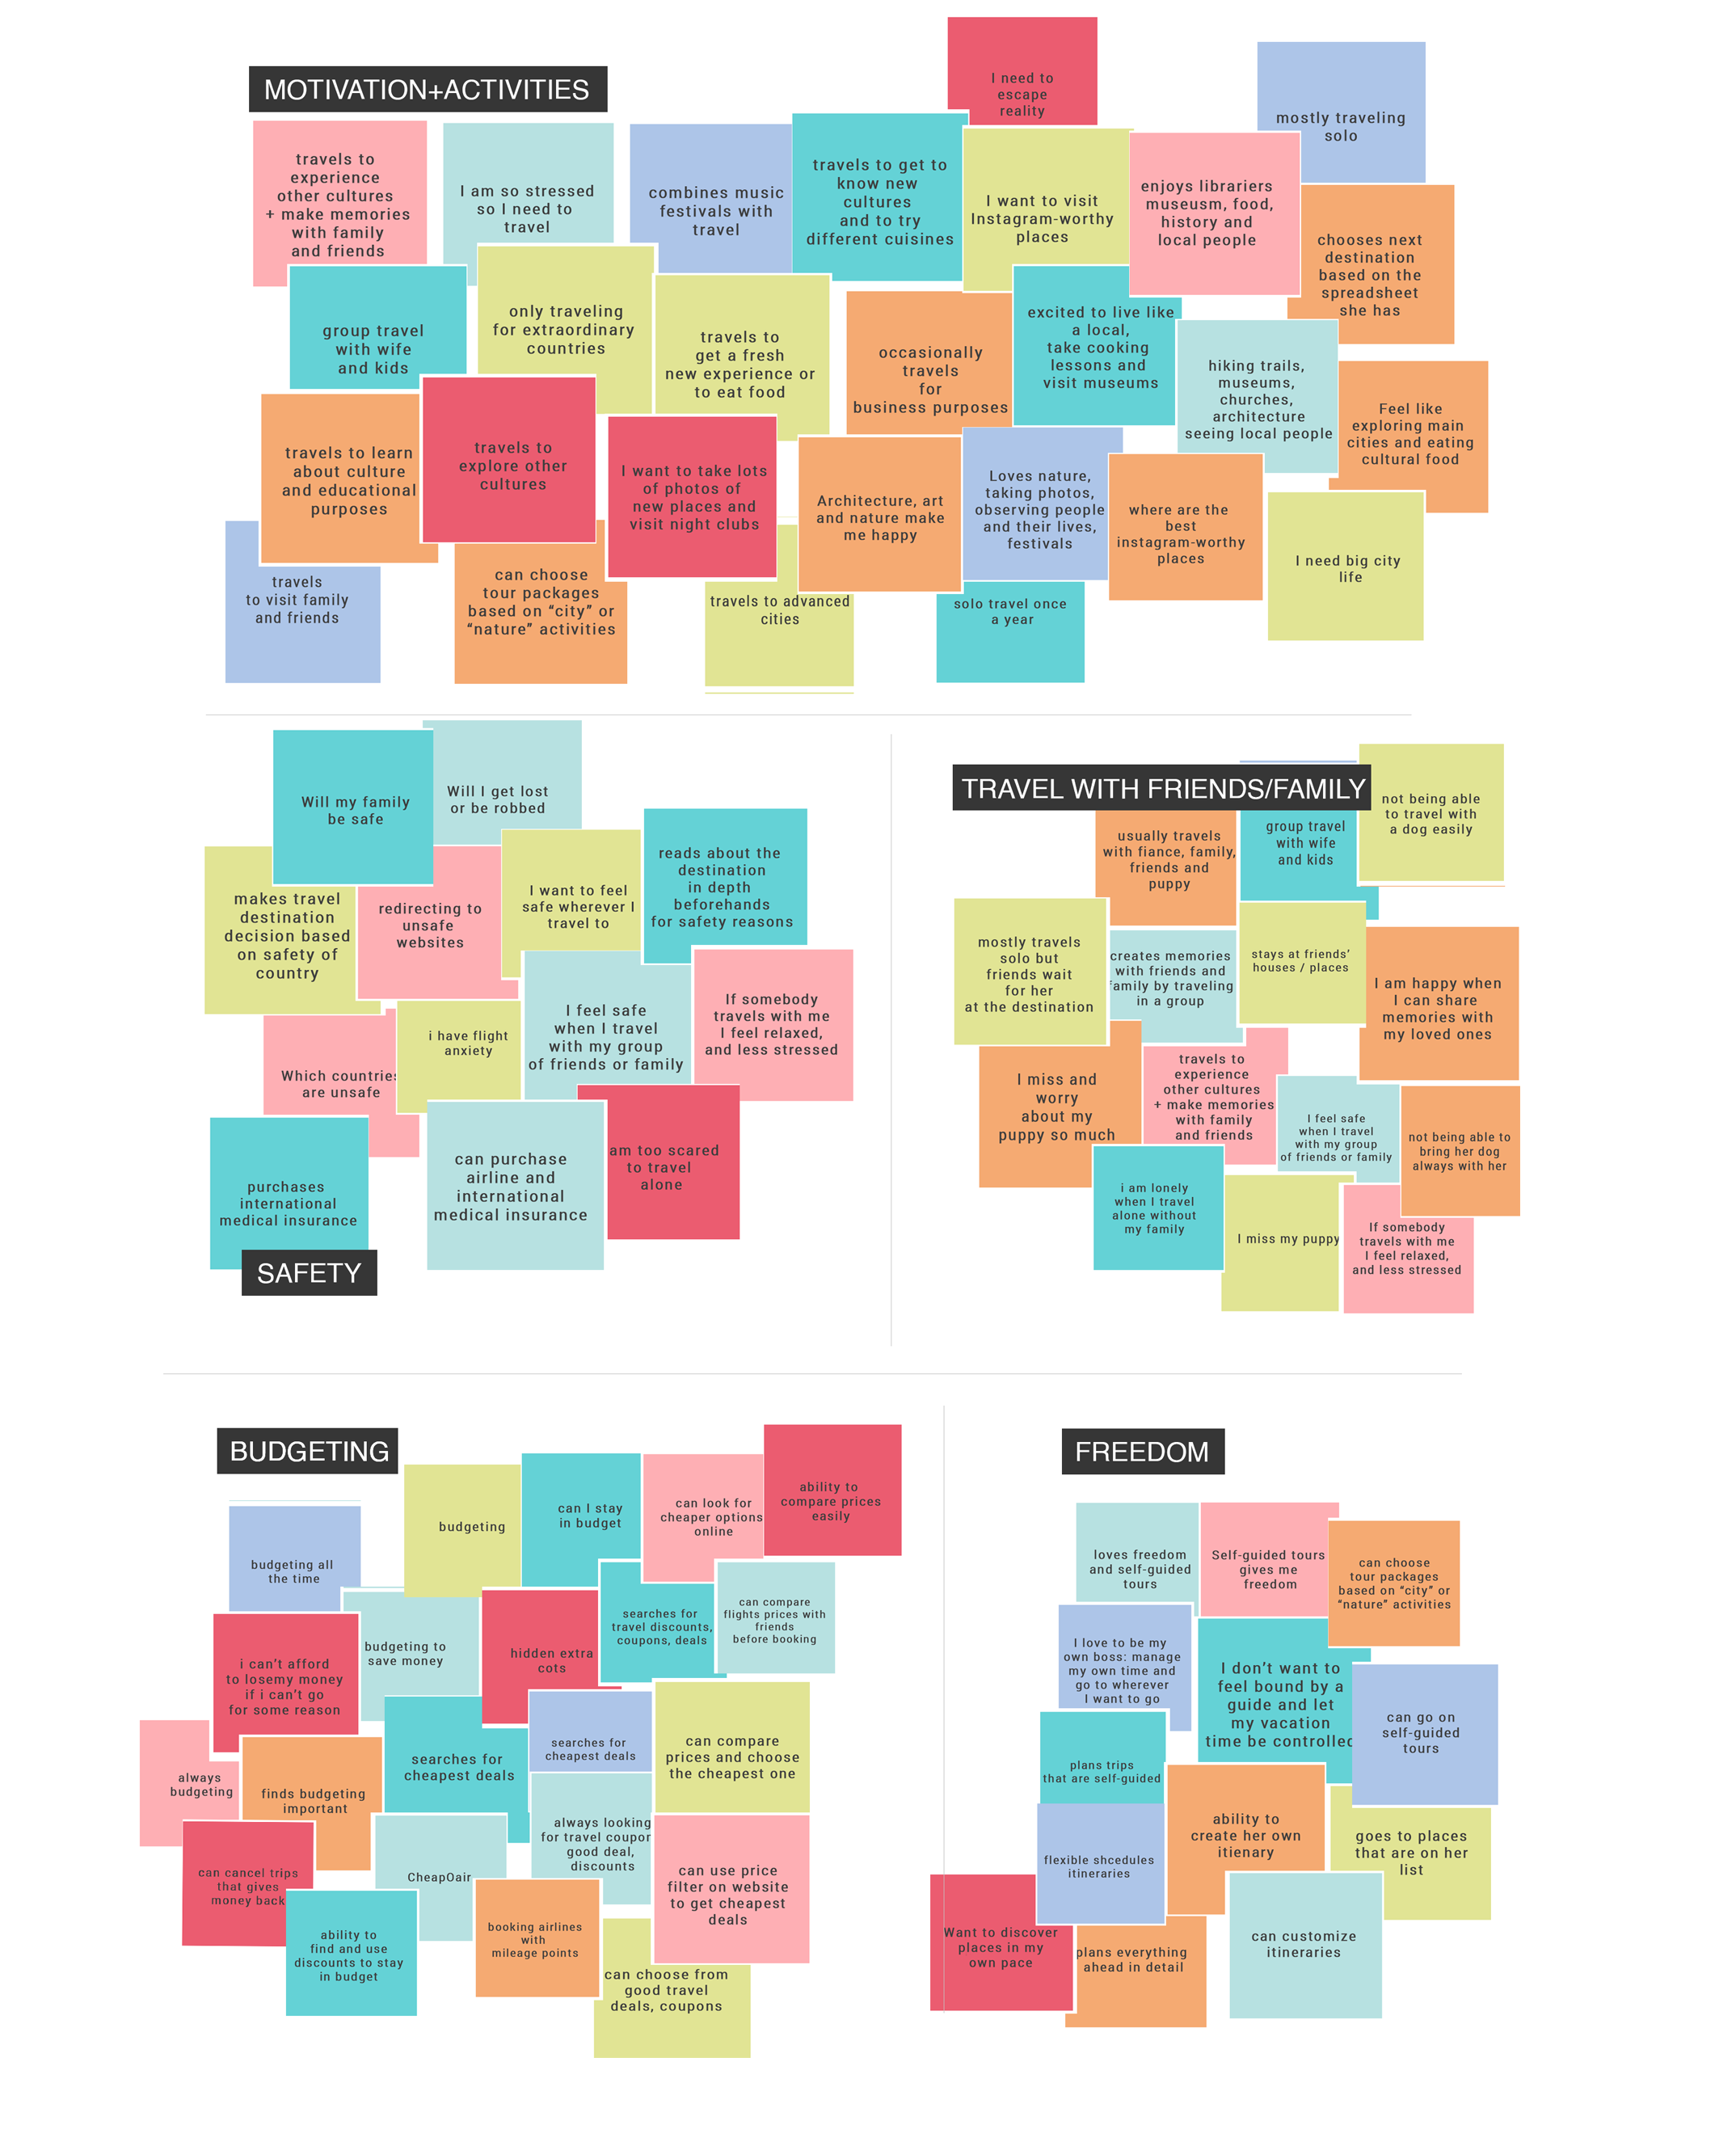 MOTIVATION+ACTIVITIES
I need to
escape
reality
mostly traveling
solo
travels to
experience
other cultures
+ make memories
with family
and friends
I am so stressed
so I need to
travel
combines music
festivals with
travel
travels to get to
know new
cultures
and to try
different cuisines
I want to visit
Instagram-worthy
places
enjoys librariers
museusm, food,
history and
local people
chooses next
destination
based on the
spreadsheet
she has
group travel
with wife
and kids
only traveling
for extraordinary
countries
travels to
get a fresh
new experience or
to eat food
occasionally
travels
for
business purposes
excited to live like
a local,
take cooking
lessons and
visit museums
hiking trails,
museums,
churches,
architecture
seeing local people
Feel like
exploring main
cities and eating
cultural food
travels to learn
about culture
and educational
purposes
travels to
explore other
cultures
I want to take lots
of photos of
new places and
visit night clubs
Architecture, art
and nature make
me happy
Loves nature,
taking photos,
observing people
and their lives,
festivals
where are the
best
instagram-worthy
places
I need big city
life
travels
to visit family
and friends
can choose
tour packages
based on “city” or
“nature” activities
travels to advanced
cities
solo travel once
a year
Will my family
be safe
Will I get lost
or be robbed
makes travel
destination
decision based
on safety of
country
redirecting to
unsafe
websites
I want to feel
safe wherever I
travel to
reads about the
destination
in depth
beforehands
for safety reasons
Which countries
are unsafe
i have flight
anxiety
I feel safe
when I travel
with my group
of friends or family
If somebody
travels with me
I feel relaxed,
and less stressed
purchases
international
medical insurance
can purchase
airline and
international
medical insurance
am too scared
to travel
alone
SAFETY
TRAVEL WITH FRIENDS/FAMILY
usually travels
with fiance, family,
friends and
puppy
group travel
with wife
and kids
not being able
to travel with
a dog easily
mostly travels
solo but
friends wait
for her
at the destination
creates memories
with friends and
family by traveling
in a group
stays at friends’
houses / places
I am happy when
I can share
memories with
my loved ones
I miss and
worry
about my
puppy so much
travels to
experience
other cultures
+ make memories
with family
and friends
I feel safe
when I travel
with my group
of friends or family
not being able to
bring her dog
always with her
i am lonely
when I travel
alone without
my family
I miss my puppy
If somebody
travels with me
I feel relaxed,
and less stressed
BUDGETING
budgeting all
the time
budgeting
can I stay
in budget
can look for
cheaper options
online
ability to
compare prices
easily
i can’t afford
to losemy money
if i can’t go
for some reason
budgeting to
save money
hidden extra
cots
searches for
travel discounts,
coupons, deals
can compare
flights prices with
friends
before booking
always
budgeting
finds budgeting
important
searches for
cheapest deals
searches for
cheapest deals
can compare
prices and choose
the cheapest one
can cancel trips
that gives
money back
CheapOair
always looking
for travel coupon
good deal,
discounts
can use price
filter on website
to get cheapest
deals
ability to
find and use
discounts to stay
in budget
booking airlines
with
mileage points
can choose from
good travel
deals, coupons
FREEDOM
loves freedom
and self-guided
tours
Self-guided tours
gives me
freedom
can choose
tour packages
based on “city” or
“nature” activities
I love to be my
own boss: manage
my own time and
go to wherever
I want to go
I don’t want to
feel bound by a
guide and let
my vacation
time be controlled
can go on
self-guided
tours
plans trips
that are self-guided
ability to
create her own
itienary
goes to places
that are on her
list
flexible shcedules
itineraries
Want to discover
places in my
own pace
plans everything
ahead in detail
can customize
itineraries